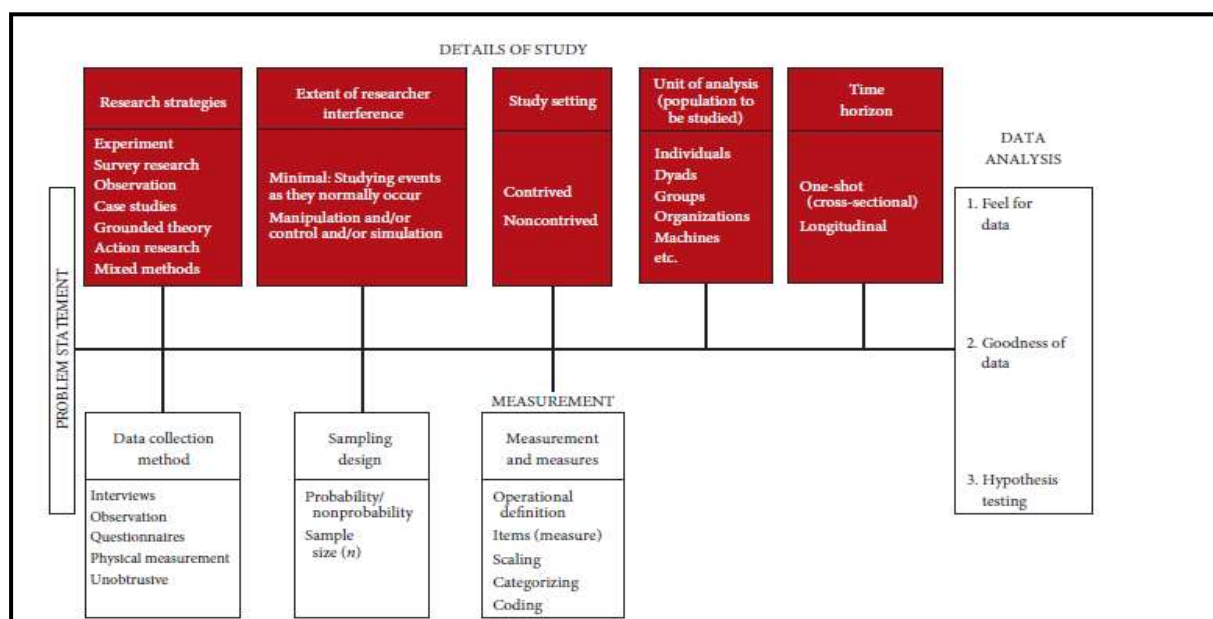 DETAILS OF STUDY
Research strategies
Experiment
Survey research
Observation
Case studies
Grounded theory
Action research
Mixed methods
Extent of researcher
interference
Minimal: Studying events
as they normally occur
Manipulation and/or
control and/or simulation
Study setting
Contrived
Noncontrived
Unit of analysis
(population to
be studied)
Individuals
Dyads
Groups
Organizations
Machines
etc.
Time
horizon
One-shot
(cross-sectional)
Longitudinal
DATA
ANALYSIS
1. Feel for
data
2. Goodness of
data
3. Hypothesis
testing
PROBLEM STATEMENT
Data collection
method
Interviews
Observation
Questionnaires
Physical measurement
Unobtrusive
Sampling
design
Probability/
nonprobability
Sample
size (n)
MEASUREMENT
Measurement
and measures
Operational
definition
Items (measure)
Scaling
Categorizing
Coding